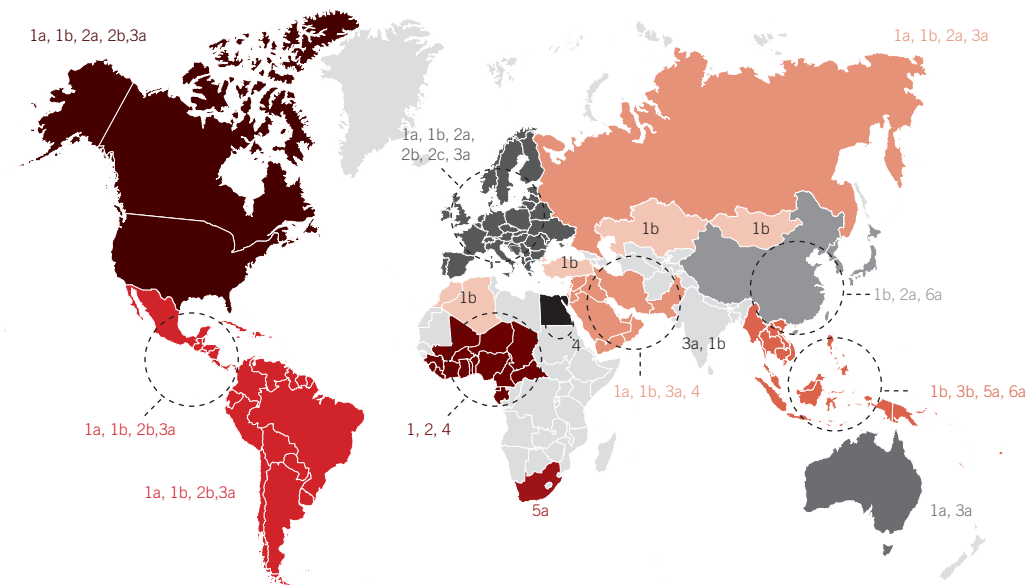 1a, 1b, 2a, 2b,3a
1a, 1b, 2a, 3a
1a, 1b, 2a,
2b, 2c, 3a
1b
1b
1b
1b
1b, 2a, 6a
4
3a, 1b
1a, 1b, 3a, 4
1b, 3b, 5a, 6a
1a, 1b, 2b,3a
1, 2, 4
1a, 1b, 2b,3a
5a
1a, 3a